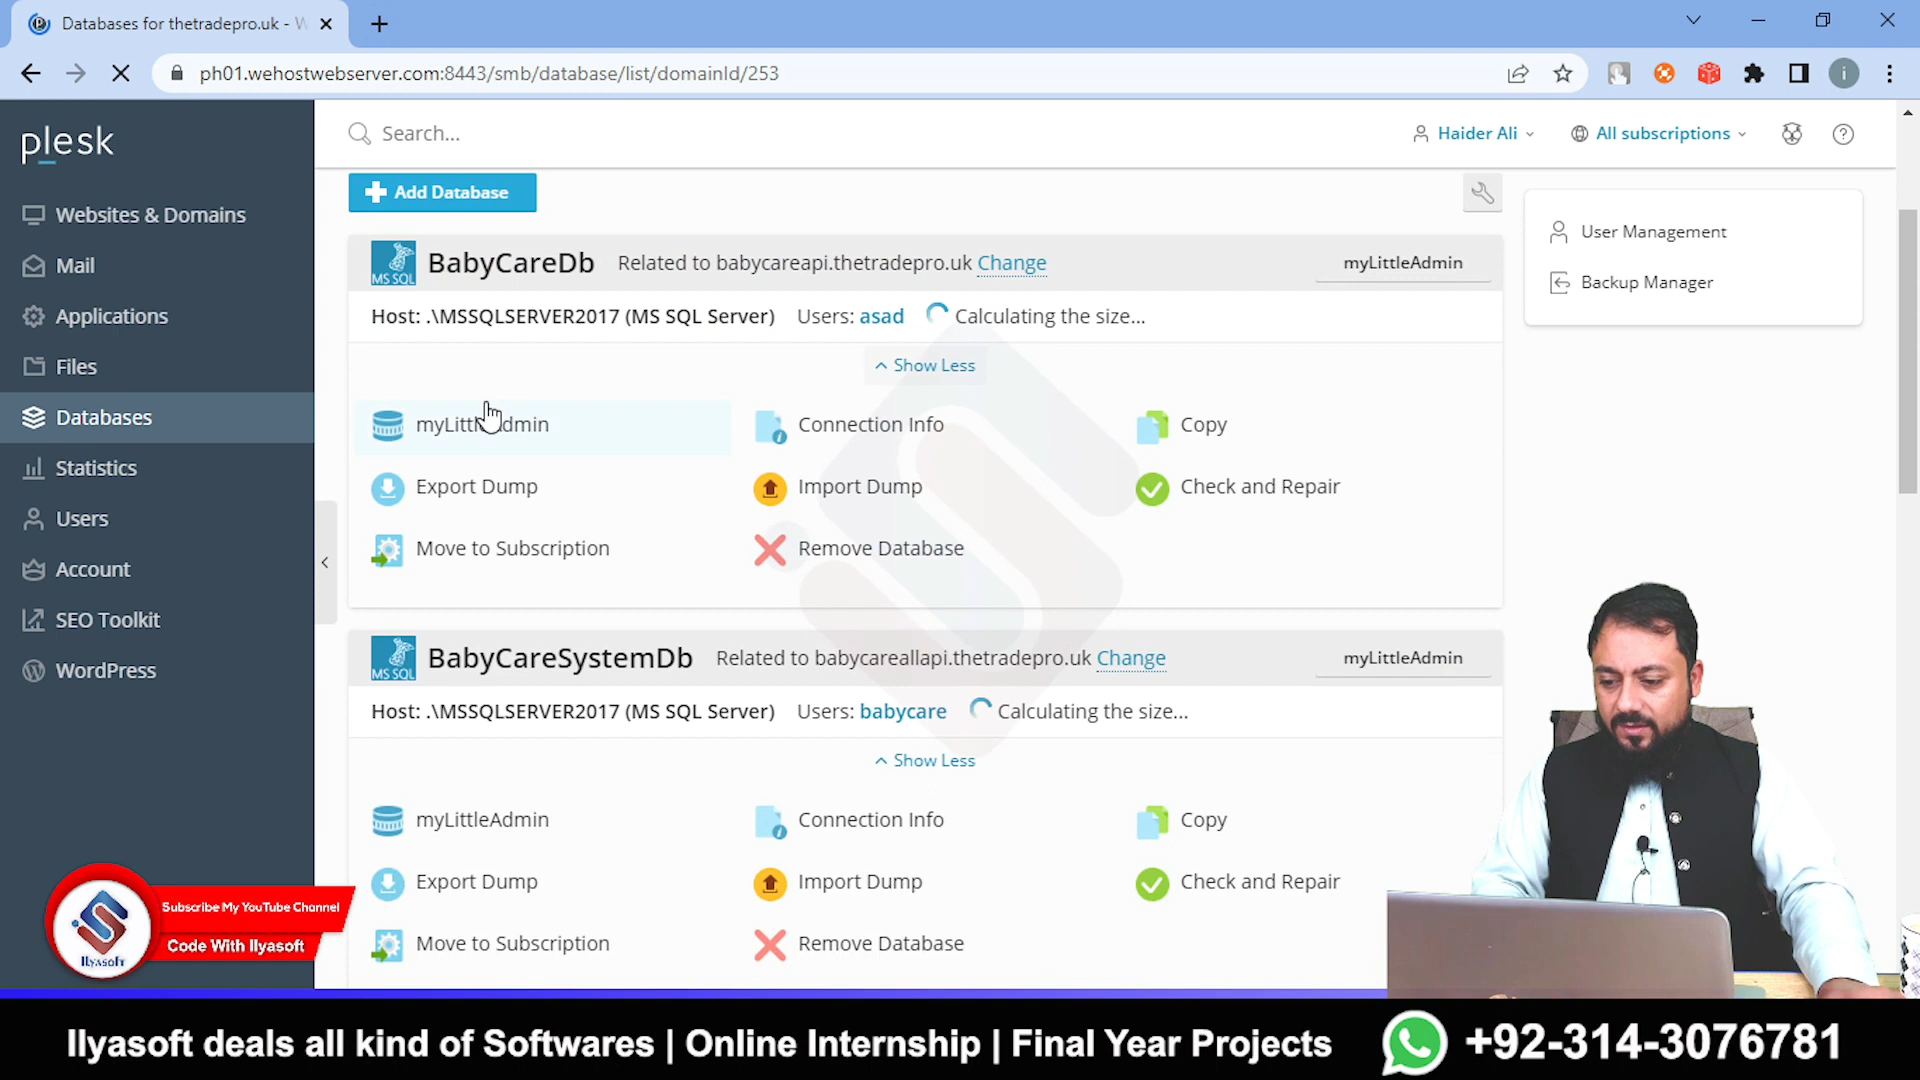 Databases for thetradepro.uk - W
ph01.wehostwebserver.com:8443/smb/database/list/domainId/253
i
plesk
Search...
Haider Ali
All subscriptions
Websites & Domains
Mail
Applications
Files
Databases
Statistics
Users
Account
SEO Toolkit
WordPress
Add Database
User Management
Backup Manager
MS SQL
BabyCareDb
Related to babycareapi.thetradepro.uk Change
myLittleAdmin
Host: .\MSSQLSERVER2017 (MS SQL Server) Users: asad Calculating the size...
Show Less
myLittleAdmin
Connection Info
Copy
Export Dump
Import Dump
Check and Repair
Move to Subscription
Remove Database
MS SQL
BabyCareSystemDb
Related to babycareallapi.thetradepro.uk Change
myLittleAdmin
Host: .\MSSQLSERVER2017 (MS SQL Server) Users: babycare Calculating the size...
Show Less
myLittleAdmin
Connection Info
Copy
Export Dump
Import Dump
Check and Repair
Move to Subscription
Remove Database
Subscribe My YouTube Channel
Code With Ilyasoft
Ilyasoft
Ilyasoft deals all kind of Softwares | Online Internship | Final Year Projects
+92-314-3076781